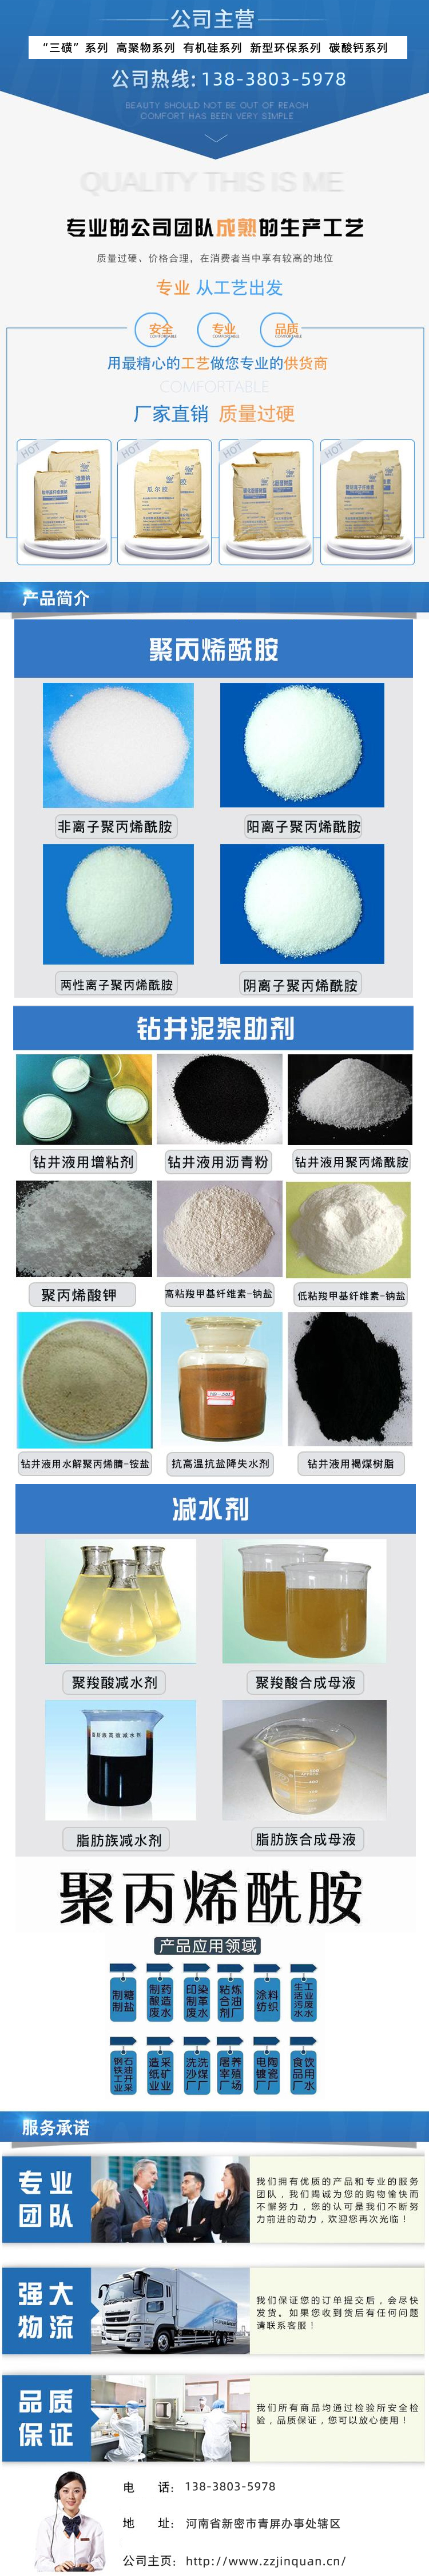 公司主营
“三磺”系列 高聚物系列 有机硅系列 新型环保系列 碳酸钙系列
公司热线: 138-3803-5978
BEAUTY SHOULD NOT BE OUT OF REACH
COMFORT HAS BEEN VERY SIMPLE
QUALITY THIS IS ME
专业的公司团队成熟的生产工艺
质量过硬、价格合理，在消费者当中享有较高的地位
专业 从工艺出发
安全 专业 品质
COMFORTABLE COMFORTABLE COMFORTABLE
用最精心的工艺做您专业的供货商
COMFORTABLE
厂家直销 质量过硬
HOT HOT HOT HOT
瓜尔胶
产品简介
聚丙烯酰胺
非离子聚丙烯酰胺 阳离子聚丙烯酰胺
两性离子聚丙烯酰胺 阴离子聚丙烯酰胺
钻井泥浆助剂
钻井液用增粘剂 钻井液用沥青粉 钻井液用聚丙烯酰胺
聚丙烯酸钾 高粘羧甲基纤维素-钠盐 低粘羧甲基纤维素-钠盐
钻井液用水解聚丙烯腈-铵盐 抗高温抗盐降失水剂 钻井液用褐煤树脂
减水剂
聚羧酸减水剂 聚羧酸合成母液
脂肪族高效减水剂
脂肪族减水剂 脂肪族合成母液
聚丙烯酰胺
产品应用领域
制糖制盐 制药酿造废水 印染制革废水 粘合剂炼油厂 涂料纺织 生活污水工业废水
钢铁工业石油开采 造纸业采矿业 洗沙厂洗煤厂 屠宰厂养殖场 电镀厂陶瓷厂 食品厂饮用水
服务承诺
专业
团队
我们拥有优质的产品和专业的服务
团队，我们竭诚为您的购物愉快而
不懈努力，您的认可是我们不断努
力前进的动力，欢迎您再次光临！
强大
物流
我们保证您的订单提交后，会尽快
发货。如果您收到货后有任何问题
请联系客服！
品质
保证
我们所有商品均通过检验所安全检
验，品质保证，您可以放心使用！
电 话: 138-3803-5978
地 址: 河南省新密市青屏办事处辖区
公司主页: http://www.zzjinquan.cn/